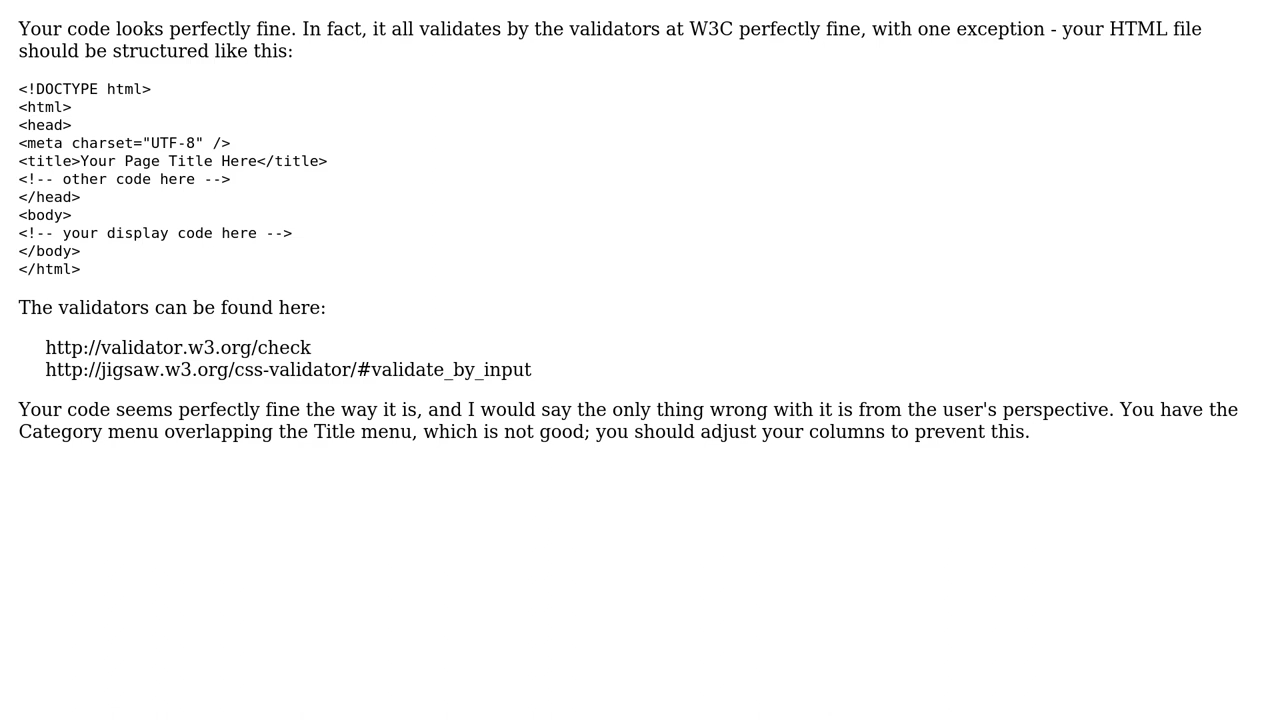 Your code looks perfectly fine. In fact, it all validates by the validators at W3C perfectly fine, with one exception - your HTML file
should be structured like this:
<!DOCTYPE html>
<html>
<head>
<meta charset="UTF-8" />
<title>Your Page Title Here</title>
<!-- other code here -->
</head>
<body>
<!-- your display code here -->
</body>
</html>
The validators can be found here:
http://validator.w3.org/check
http://jigsaw.w3.org/css-validator/#validate_by_input
Your code seems perfectly fine the way it is, and I would say the only thing wrong with it is from the user's perspective. You have the
Category menu overlapping the Title menu, which is not good; you should adjust your columns to prevent this.